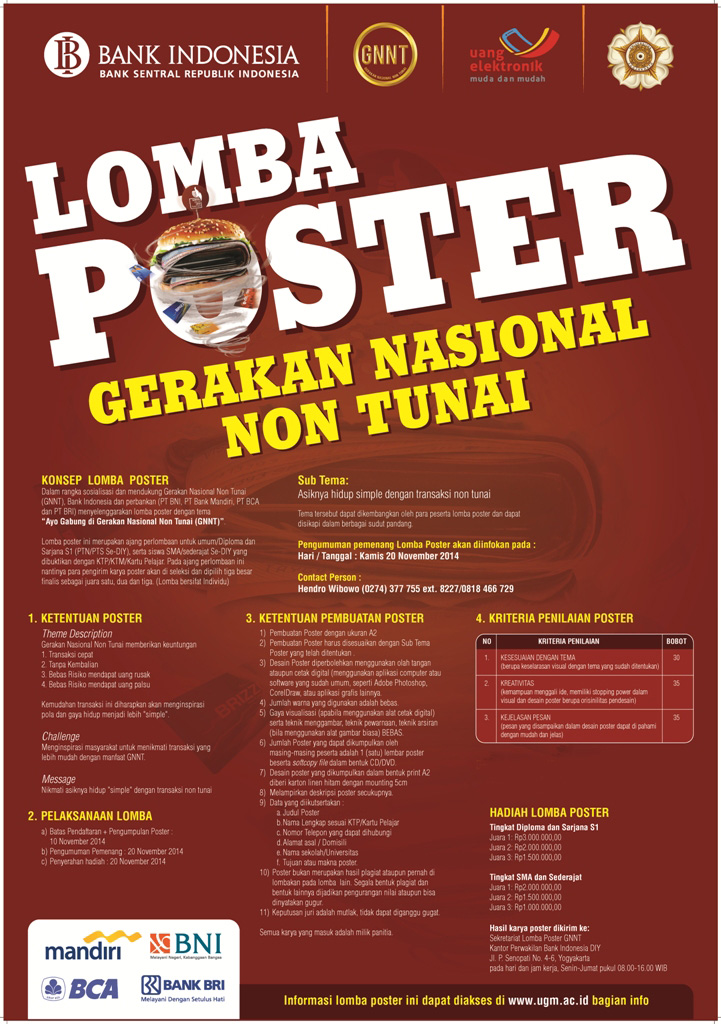 BANK INDONESIA
BANK SENTRAL REPUBLIK INDONESIA
GNNT
uang
elektronik
muda dan mudah
LOMBA
POSTER
GERAKAN NASIONAL
NON TUNAI
KONSEP LOMBA POSTER
Dalam rangka sosialisasi dan mendukung Gerakan Nasional Non Tunai
(GNNT), Bank Indonesia dan perbankan (PT BNI, PT Bank Mandiri, PT BCA
dan PT BRI) menyelenggarakan lomba poster dengan tema
"Ayo Gabung di Gerakan Nasional Non Tunai (GNNT)".
Lomba poster ini merupakan ajang perlombaan untuk umum/Diploma dan
Sarjana S1 (PTN/PTS Se-DIY), serta siswa SMA/sederajat Se-DIY yang
dibuktikan dengan KTP/KTM/Kartu Pelajar. Pada ajang perlombaan ini
nantinya para pengirim karya poster akan di seleksi dan dipilih tiga besar
finalis sebagai juara satu, dua dan tiga. (Lomba bersifat Individu)
Sub Tema:
Asiknya hidup simple dengan transaksi non tunai
Tema tersebut dapat dikembangkan oleh para peserta lomba poster dan dapat
disikapi dalam berbagai sudut pandang.
Pengumuman pemenang Lomba Poster akan diinfokan pada :
Hari / Tanggal : Kamis 20 November 2014
Contact Person :
Hendro Wibowo (0274) 377 755 ext. 8227/0818 466 729
1. KETENTUAN POSTER
Theme Description
Gerakan Nasional Non Tunai memberikan keuntungan
1. Transaksi cepat
2. Tanpa Kembalian
3. Bebas Risiko mendapat uang rusak
4. Bebas Risiko mendapat uang palsu
Kemudahan transaksi ini diharapkan akan menginspirasi
pola dan gaya hidup menjadi lebih "simple".
Challenge
Menginspirasi masyarakat untuk menikmati transaksi yang
lebih mudah dengan manfaat GNNT.
Message
Nikmati asiknya hidup "simple" dengan transaksi non tunai
2. PELAKSANAAN LOMBA
a) Batas Pendaftaran + Pengumpulan Poster :
10 November 2014
b) Pengumuman Pemenang : 20 November 2014
c) Penyerahan hadiah : 20 November 2014
3. KETENTUAN PEMBUATAN POSTER
1) Pembuatan Poster dengan ukuran A2
2) Pembuatan Poster harus disesuaikan dengan Sub Tema
Poster yang telah ditentukan .
3) Desain Poster diperbolehkan menggunakan olah tangan
ataupun cetak digital (menggunakan aplikasi computer atau
software yang sudah umum, seperti Adobe Photoshop,
CorelDraw, atau aplikasi grafis lainnya.
4) Jumlah warna yang digunakan adalah bebas.
5) Gaya visualisasi (apabila menggunakan alat cetak digital)
serta teknik menggambar, teknik pewarnaan, teknik arsiran
(bila menggunakan alat gambar biasa) BEBAS.
6) Jumlah Poster yang dapat dikumpulkan oleh
masing-masing peserta adalah 1 (satu) lembar poster
beserta softcopy file dalam bentuk CD/DVD.
7) Desain poster yang dikumpulkan dalam bentuk print A2
diberi karton linen hitam dengan mounting 5cm
8) Melampirkan deskripsi poster secukupnya.
9) Data yang diikutsertakan :
a. Judul Poster
b. Nama Lengkap sesuai KTP/Kartu Pelajar
c. Nomor Telepon yang dapat dihubungi
d. Alamat asal / Domisili
e. Nama sekolah/Universitas
f. Tujuan atau makna poster.
10) Poster bukan merupakan hasil plagiat ataupun pernah di
lombakan pada lomba lain. Segala bentuk plagiat dan
bentuk lainnya dijadikan pengurangan nilai ataupun bisa
dinyatakan gugur.
11) Keputusan juri adalah mutlak, tidak dapat diganggu gugat.
Semua karya yang masuk adalah milik panitia.
4. KRITERIA PENILAIAN POSTER
NO KRITERIA PENILAIAN BOBOT
1. KESESUAIAN DENGAN TEMA 30
(berupa keselarasan visual dengan tema yang sudah ditentukan)
2. KREATIVITAS 35
(kemampuan menggali ide, memiliki stopping power dalam
visual dan desain poster berupa orisinilitas pendesain)
3. KEJELASAN PESAN 35
(pesan yang disampaikan dalam desain poster dapat di pahami
dengan mudah dan jelas)
HADIAH LOMBA POSTER
Tingkat Diploma dan Sarjana S1
Juara 1: Rp3.000.000,00
Juara 2: Rp2.000.000,00
Juara 3: Rp1.500.000,00
Tingkat SMA dan Sederajat
Juara 1: Rp2.000.000,00
Juara 2: Rp1.500.000,00
Juara 3: Rp1.000.000,00
Hasil karya poster dikirim ke:
Sekretariat Lomba Poster GNNT
Kantor Perwakilan Bank Indonesia DIY
Jl. P. Senopati No. 4-6, Yogyakarta
pada hari dan jam kerja, Senin-Jumat pukul 08.00-16.00 WIB
mandiri
BNI
Melayani Negeri, Kebanggaan Bangsa
BCA
BANK BRI
Melayani Dengan Setulus Hati
Informasi lomba poster ini dapat diakses di www.ugm.ac.id bagian info